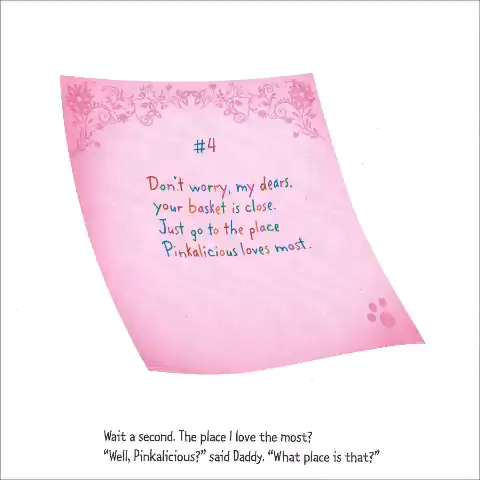 #4
Don't worry, my dears,
your basket is close.
Just go to the place
Pinkalicious loves most.
Wait a second. The place I love the most?
“Well, Pinkalicious?” said Daddy. “What place is that?”